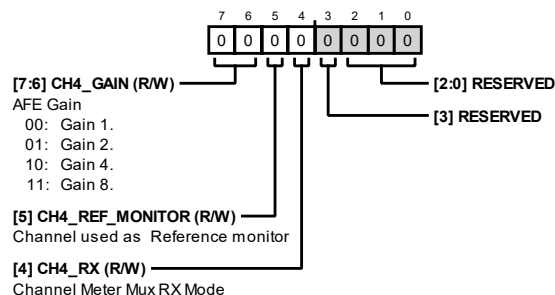 7 6 5 4 3 2 1 0
0 0 0 0 0 0 0 0
[7:6] CH4_GAIN (R/W)
AFE Gain
00: Gain 1.
01: Gain 2.
10: Gain 4.
11: Gain 8.
[5] CH4_REF_MONITOR (R/W)
Channel used as Reference monitor
[4] CH4_RX (R/W)
Channel Meter Mux RX Mode
[2:0] RESERVED
[3] RESERVED